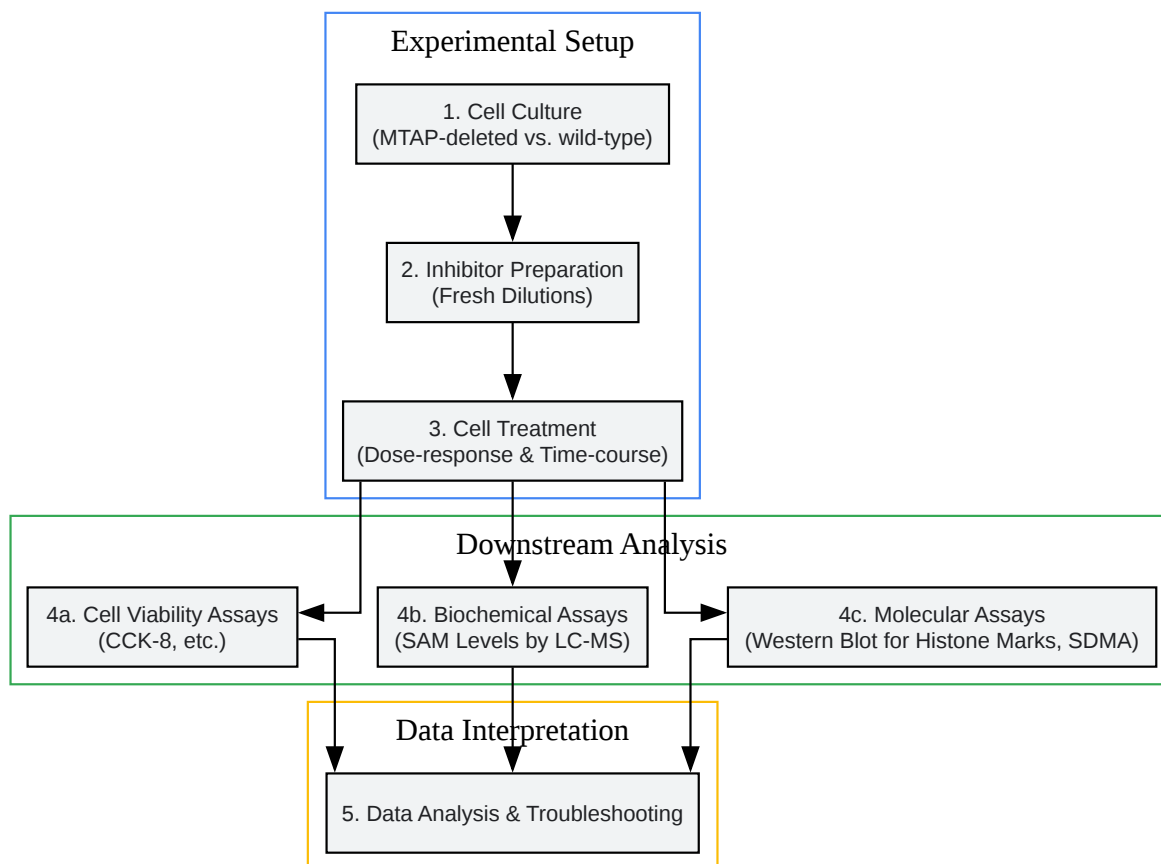 Experimental Setup
1. Cell Culture
(MTAP-deleted vs. wild-type)
2. Inhibitor Preparation
(Fresh Dilutions)
3. Cell Treatment
(Dose-response & Time-course)
Downstream Analysis
4a. Cell Viability Assays
(CCK-8, etc.)
4b. Biochemical Assays
(SAM Levels by LC-MS)
4c. Molecular Assays
(Western Blot for Histone Marks, SDMA)
Data Interpretation
5. Data Analysis & Troubleshooting